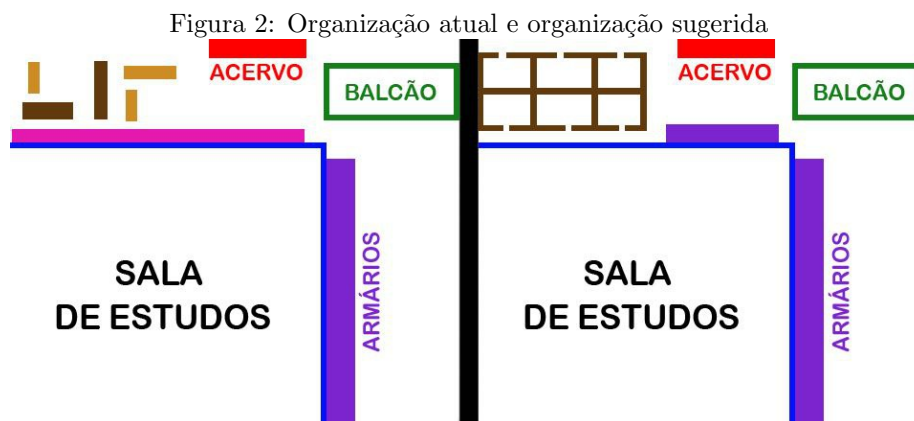 Figura 2: Organização atual e organização sugerida
ACERVO
BALCÃO
SALA
DE ESTUDOS
ARMÁRIOS
ACERVO
BALCÃO
SALA
DE ESTUDOS
ARMÁRIOS